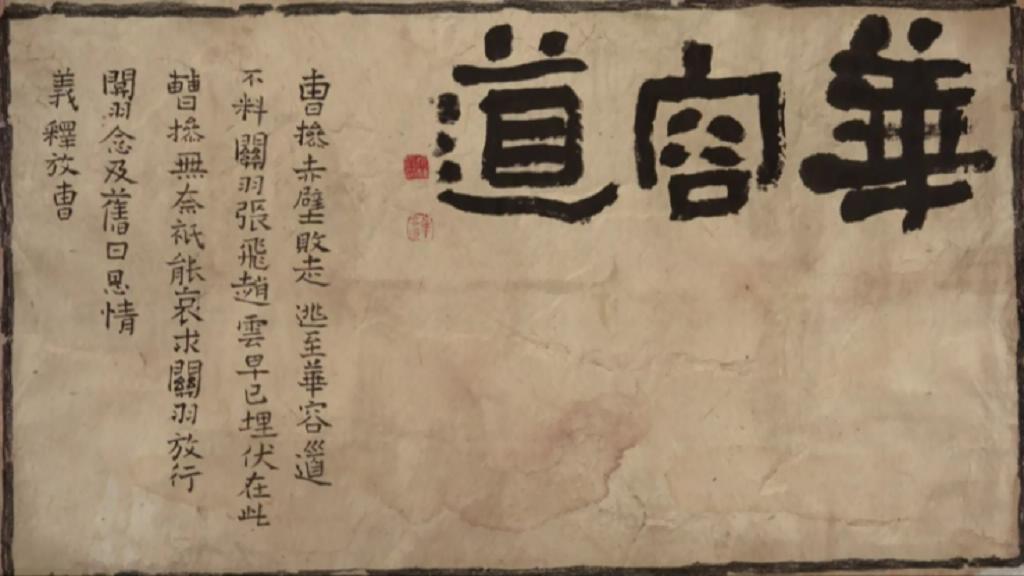 華容道
曹操赤壁敗走 逃至華容道
不料關羽張飛趙雲早已埋伏在此
曹操無奈祇能哀求關羽放行
關羽念及舊日恩情
義釋放曹